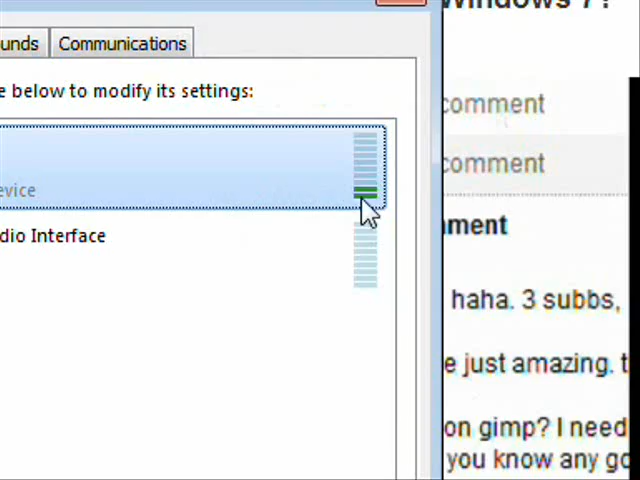 Windows 7?
unds
Communications
e below to modify its settings:
comment
evice
comment
dio Interface
ment
haha. 3 subbs,
e just amazing. t
on gimp? I need
you know any go